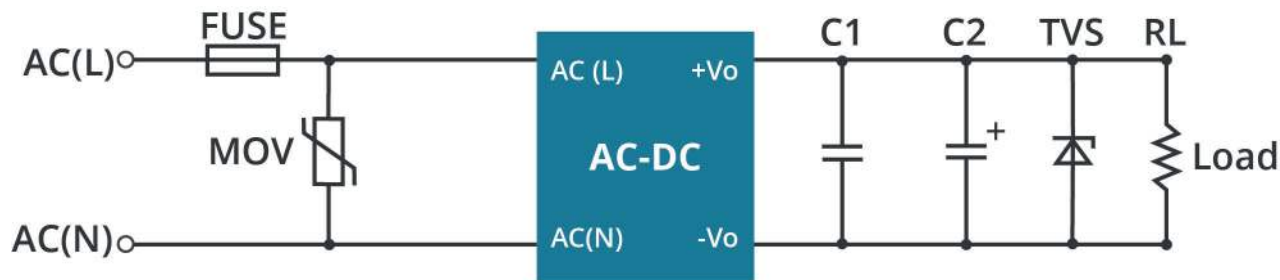 FUSE
C1
C2
TVS
RL
AC(L)
AC (L)
+Vo
MOV
AC-DC
+
Load
AC(N)
AC(N)
-Vo